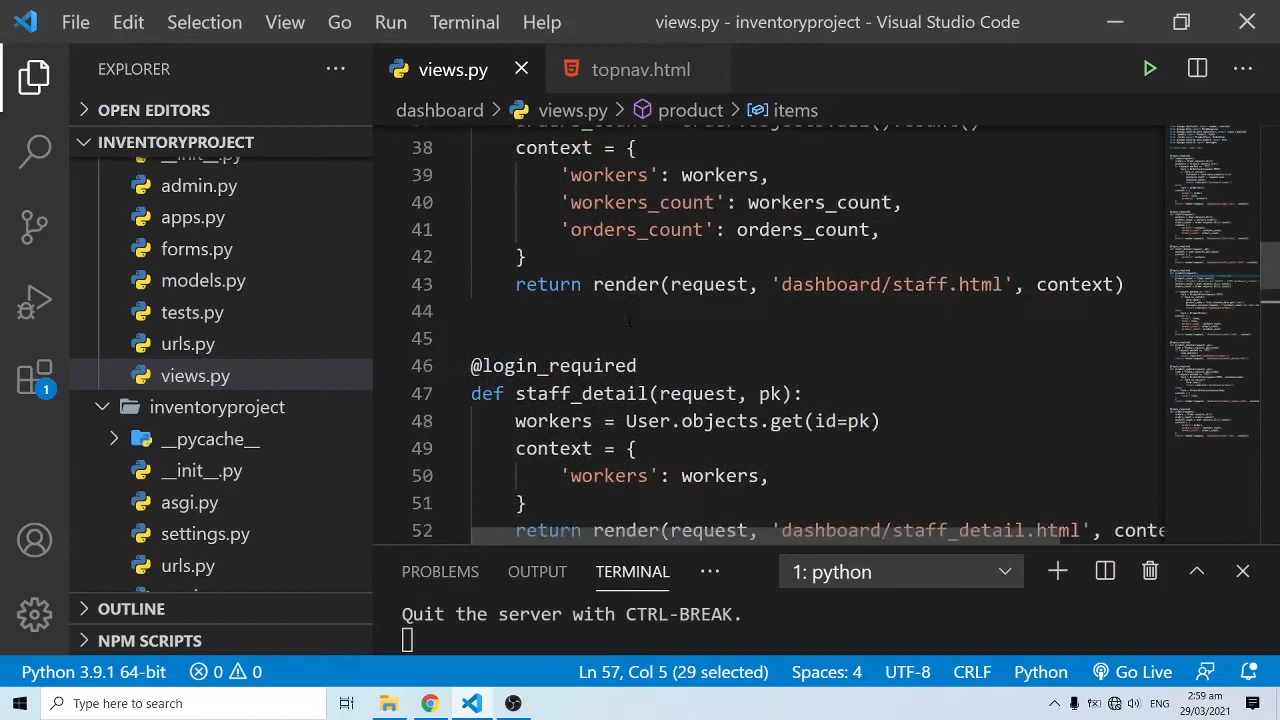 File Edit Selection View Go Run Terminal Help views.py - inventoryproject - Visual Studio Code
EXPLORER
OPEN EDITORS
INVENTORYPROJECT
__init__.py
admin.py
apps.py
forms.py
models.py
tests.py
urls.py
views.py
inventoryproject
__pycache__
__init__.py
asgi.py
settings.py
urls.py
OUTLINE
NPM SCRIPTS
1
views.py topnav.html
dashboard > views.py > product > items
38 context = {
39 'workers': workers,
40 'workers_count': workers_count,
41 'orders_count': orders_count,
42 }
43 return render(request, 'dashboard/staff.html', context)
44
45
46 @login_required
47 def staff_detail(request, pk):
48 workers = User.objects.get(id=pk)
49 context = {
50 'workers': workers,
51 }
52 return render(request, 'dashboard/staff_detail.html', conte
PROBLEMS OUTPUT TERMINAL 1: python
Quit the server with CTRL-BREAK.
Python 3.9.1 64-bit 0 0 Ln 57, Col 5 (29 selected) Spaces: 4 UTF-8 CRLF Python Go Live
Type here to search
ENG
2:59 am
29/03/2021